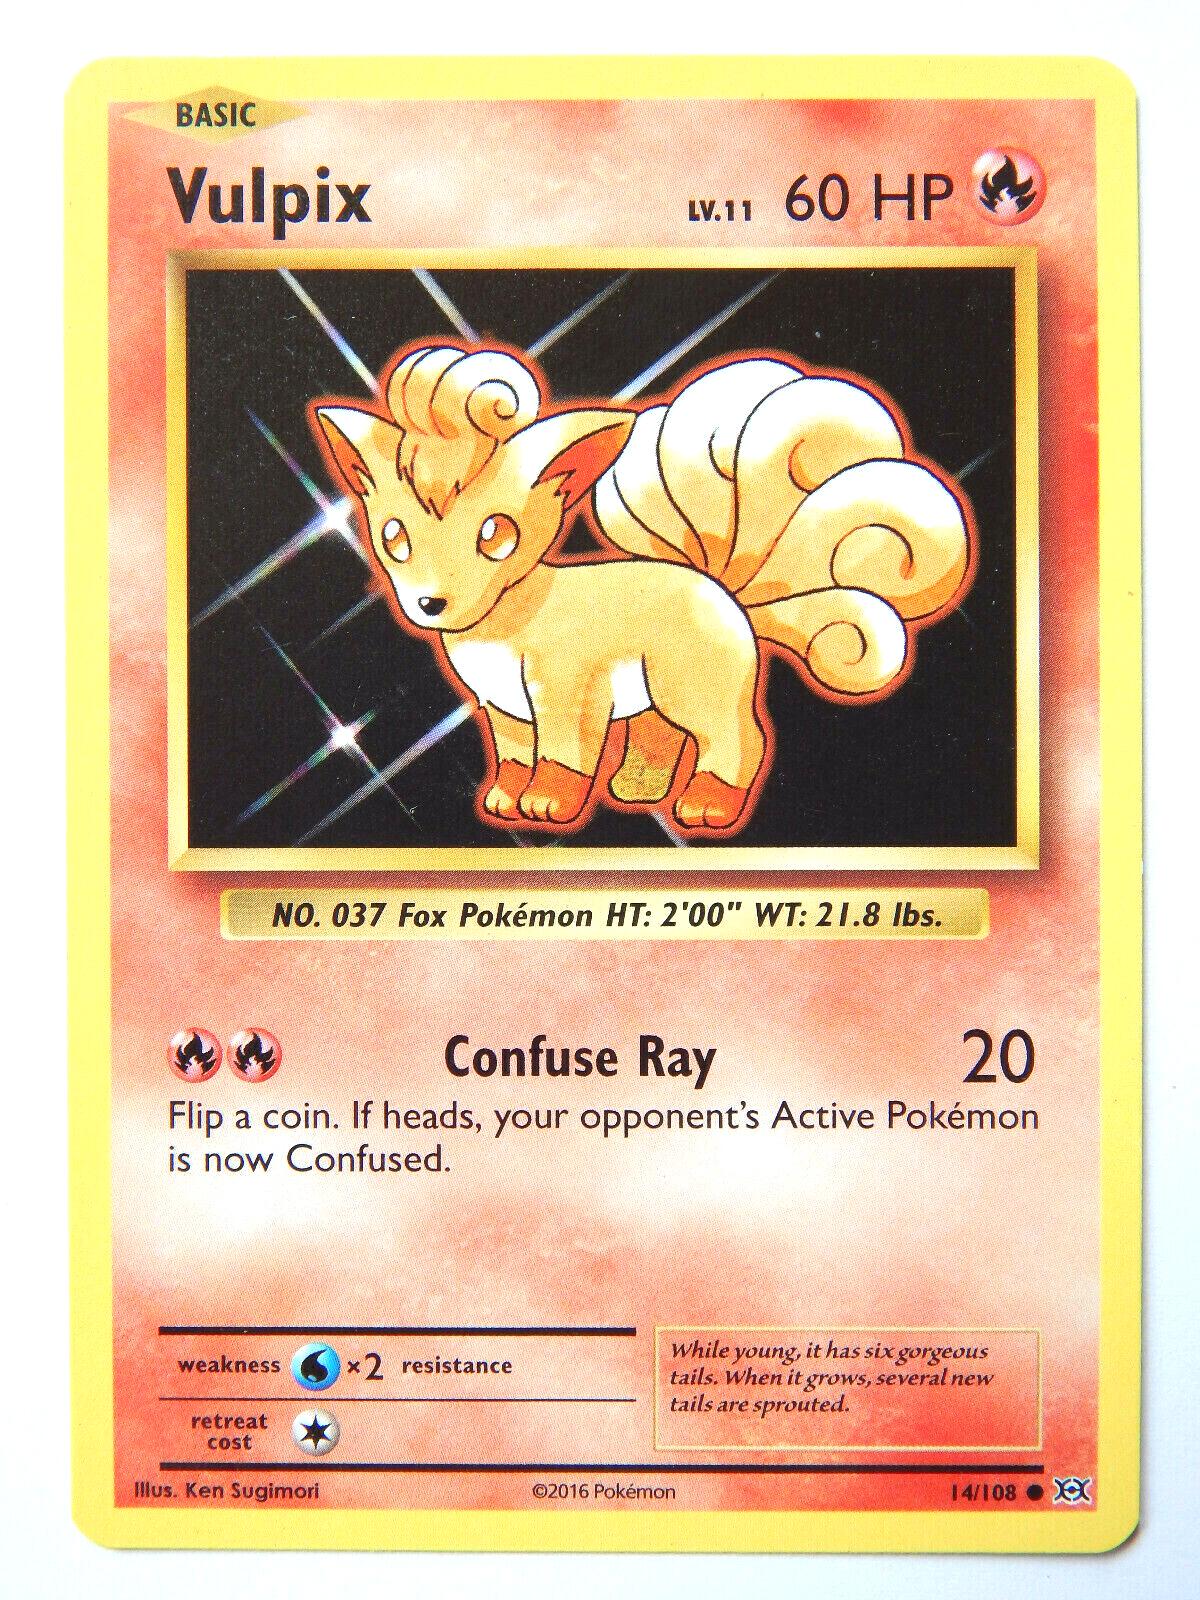 BASIC
Vulpix LV.11 60 HP
NO. 037 Fox Pokémon HT: 2'00" WT: 21.8 lbs.
Confuse Ray 20
Flip a coin. If heads, your opponent's Active Pokémon
is now Confused.
weakness ×2 resistance
retreat
cost
While young, it has six gorgeous
tails. When it grows, several new
tails are sprouted.
Illus. Ken Sugimori ©2016 Pokémon 14/108